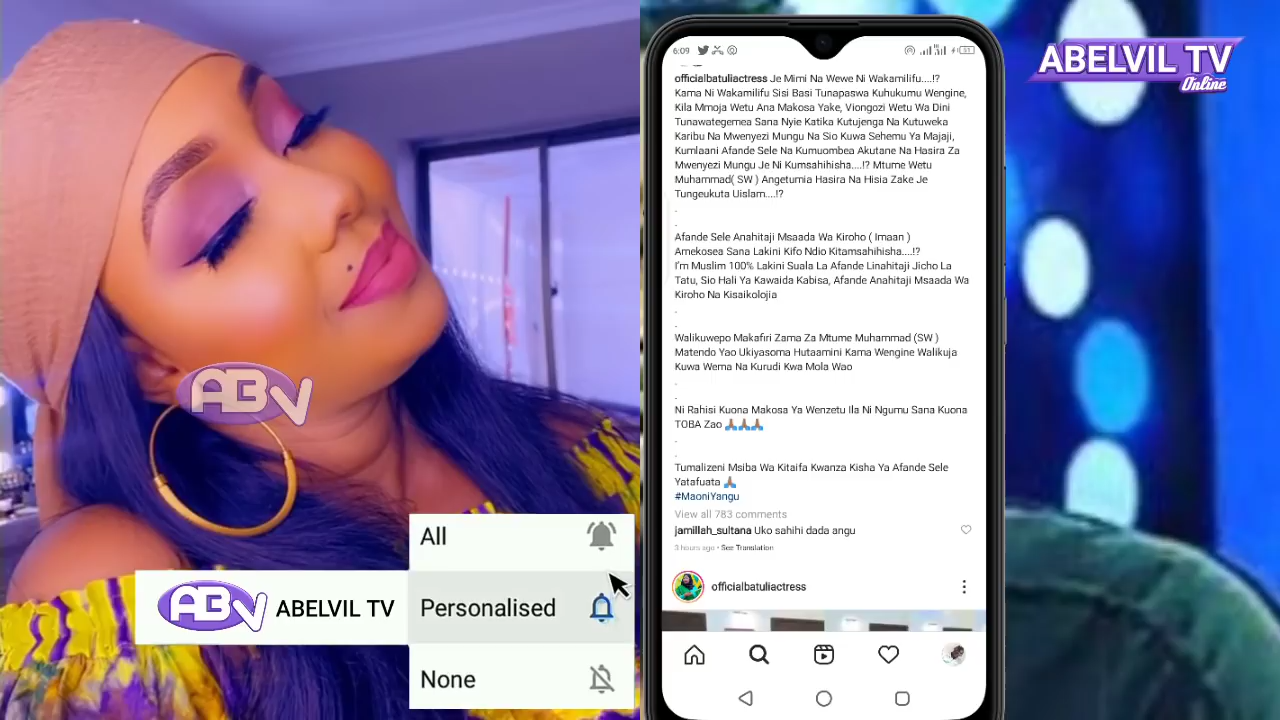 ABELVIL TV
Online
6:09
51
officialbatuliactress Je Mimi Na Wewe Ni Wakamilifu....!?
Kama Ni Wakamilifu Sisi Basi Tunapaswa Kuhukumu Wengine,
Kila Mmoja Wetu Ana Makosa Yake, Viongozi Wetu Wa Dini
Tunawategemea Sana Nyie Katika Kutujenga Na Kutuweka
Karibu Na Mwenyezi Mungu Na Sio Kuwa Sehemu Ya Majaji,
Kumlaani Afande Sele Na Kumuombea Akutane Na Hasira Za
Mwenyezi Mungu Je Ni Kumsahihisha....!? Mtume Wetu
Muhammad( SW ) Angetumia Hasira Na Hisia Zake Je
Tungeukuta Uislam....!?
.
.
Afande Sele Anahitaji Msaada Wa Kiroho ( Imaan )
Amekosea Sana Lakini Kifo Ndio Kitamsahihisha....!?
I'm Muslim 100% Lakini Suala La Afande Linahitaji Jicho La
Tatu, Sio Hali Ya Kawaida Kabisa, Afande Anahitaji Msaada Wa
Kiroho Na Kisaikolojia
.
.
Walikuwepo Makafiri Zama Za Mtume Muhammad (SW )
Matendo Yao Ukiyasoma Hutaamini Kama Wengine Walikuja
Kuwa Wema Na Kurudi Kwa Mola Wao
.
.
Ni Rahisi Kuona Makosa Ya Wenzetu Ila Ni Ngumu Sana Kuona
TOBA Zao 🙏🏽🙏🏽🙏🏽
.
.
Tumalizeni Msiba Wa Kitaifa Kwanza Kisha Ya Afande Sele
Yatafuata 🙏🏽
#MaoniYangu
View all 783 comments
jamillah_sultana Uko sahihi dada angu
3 hours ago • See Translation
officialbatuliactress
ABV
All
ABV ABELVIL TV
Personalised
None